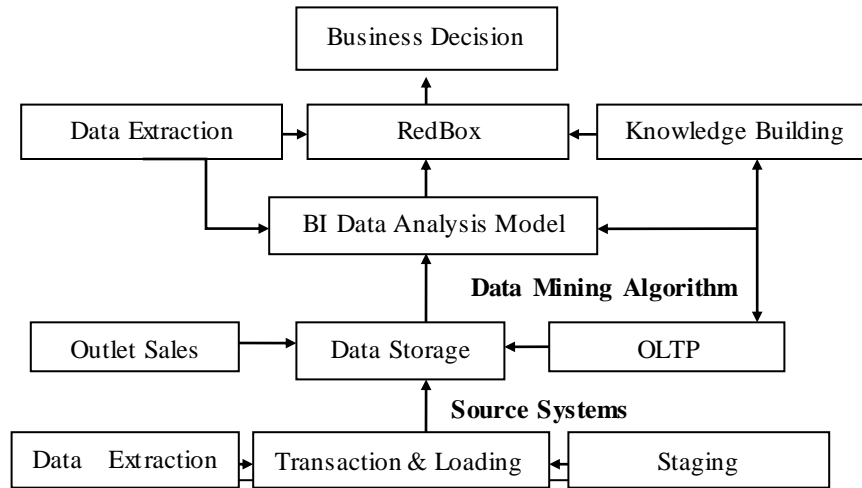 Business Decision
Data Extraction
RedBox
Knowledge Building
BI Data Analysis Model
Data Mining Algorithm
Outlet Sales
Data Storage
OLTP
Source Systems
Data Extraction
Transaction & Loading
Staging